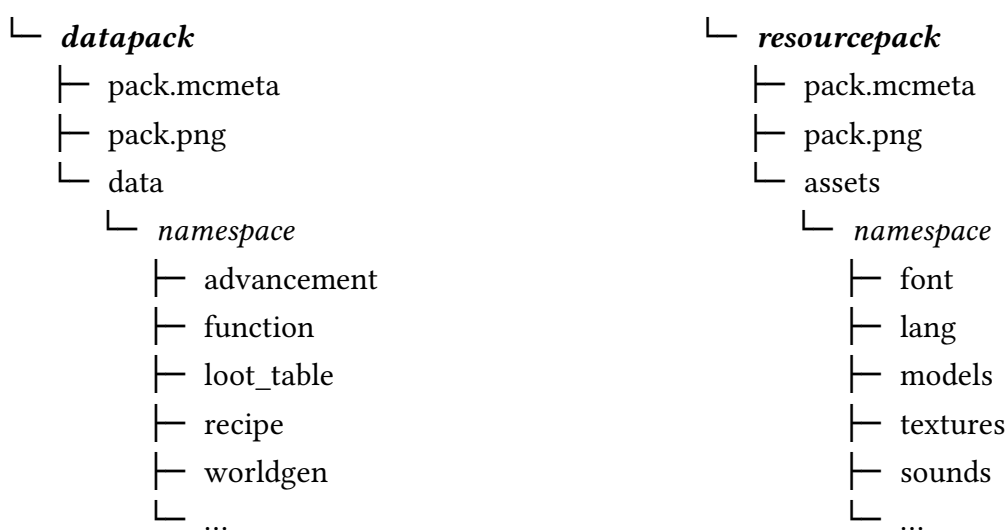 └─ datapack
├─ pack.mcmeta
├─ pack.png
└─ data
└─ namespace
├─ advancement
├─ function
├─ loot_table
├─ recipe
├─ worldgen
└─ ...
└─ resourcepack
├─ pack.mcmeta
├─ pack.png
└─ assets
└─ namespace
├─ font
├─ lang
├─ models
├─ textures
├─ sounds
└─ ...